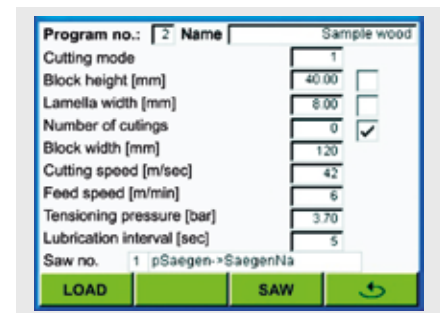 Program no.: 2 Name Sample wood
Cutting mode 1
Block height [mm] 40.00
Lamella width [mm] 8.00
Number of cutings 0
Block width [mm] 120
Cutting speed [m/sec] 42
Feed speed [m/min] 6
Tensioning pressure [bar] 3.70
Lubrication interval [sec] 5
Saw no. 1 pSaegen->SaegenNa
LOAD SAW